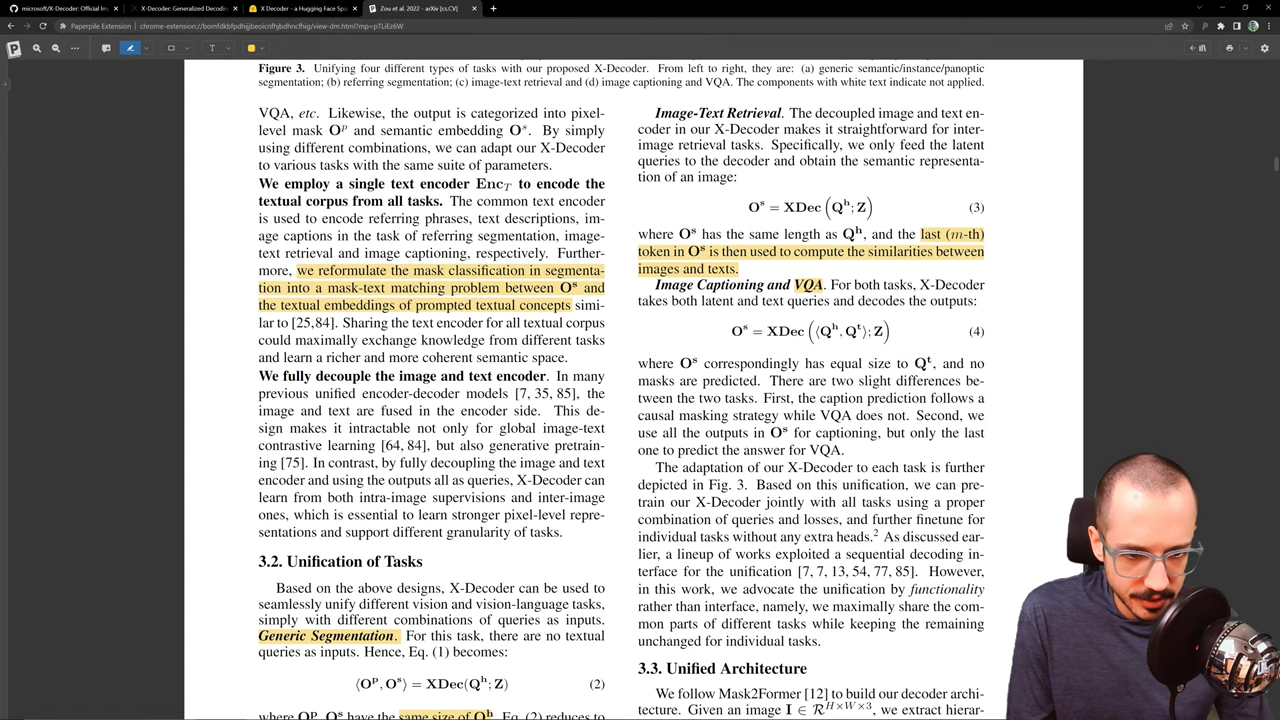 microsoft/X-Decoder: Official Im
X-Decoder: Generalized Decoding
X Decoder - a Hugging Face Spa
Zou et al. 2022 - arXiv [cs.CV]
Paperpile Extension
chrome-extension://bomfdkbfpdhijjbeoicnfhjbdhncfhig/view-dm.html?mp=pTLiEz6W
Figure 3. Unifying four different types of tasks with our proposed X-Decoder. From left to right, they are: (a) generic semantic/instance/panoptic
segmentation; (b) referring segmentation; (c) image-text retrieval and (d) image captioning and VQA. The components with white text indicate not applied.
VQA, etc. Likewise, the output is categorized into pixel-
level mask O^p and semantic embedding O^s. By simply
using different combinations, we can adapt our X-Decoder
to various tasks with the same suite of parameters.
We employ a single text encoder Enc_T to encode the
textual corpus from all tasks. The common text encoder
is used to encode referring phrases, text descriptions, im-
age captions in the task of referring segmentation, image-
text retrieval and image captioning, respectively. Further-
more, we reformulate the mask classification in segmenta-
tion into a mask-text matching problem between O^s and
the textual embeddings of prompted textual concepts simi-
lar to [25,84]. Sharing the text encoder for all textual corpus
could maximally exchange knowledge from different tasks
and learn a richer and more coherent semantic space.
We fully decouple the image and text encoder. In many
previous unified encoder-decoder models [7, 35, 85], the
image and text are fused in the encoder side. This de-
sign makes it intractable not only for global image-text
contrastive learning [64, 84], but also generative pretrain-
ing [75]. In contrast, by fully decoupling the image and text
encoder and using the outputs all as queries, X-Decoder can
learn from both intra-image supervisions and inter-image
ones, which is essential to learn stronger pixel-level repre-
sentations and support different granularity of tasks.
3.2. Unification of Tasks
Based on the above designs, X-Decoder can be used to
seamlessly unify different vision and vision-language tasks,
simply with different combinations of queries as inputs.
Generic Segmentation. For this task, there are no textual
queries as inputs. Hence, Eq. (1) becomes:
⟨O^p, O^s⟩ = XDec(Q^h; Z) (2)
where O^p, O^s have the same size of Q^h. Eq. (2) reduces to
Image-Text Retrieval. The decoupled image and text en-
coder in our X-Decoder makes it straightforward for inter-
image retrieval tasks. Specifically, we only feed the latent
queries to the decoder and obtain the semantic representa-
tion of an image:
O^s = XDec (Q^h; Z) (3)
where O^s has the same length as Q^h, and the last (m-th)
token in O^s is then used to compute the similarities between
images and texts.
Image Captioning and VQA. For both tasks, X-Decoder
takes both latent and text queries and decodes the outputs:
O^s = XDec (⟨Q^h, Q^t⟩; Z) (4)
where O^s correspondingly has equal size to Q^t, and no
masks are predicted. There are two slight differences be-
tween the two tasks. First, the caption prediction follows a
causal masking strategy while VQA does not. Second, we
use all the outputs in O^s for captioning, but only the last
one to predict the answer for VQA.
The adaptation of our X-Decoder to each task is further
depicted in Fig. 3. Based on this unification, we can pre-
train our X-Decoder jointly with all tasks using a proper
combination of queries and losses, and further finetune for
individual tasks without any extra heads.² As discussed ear-
lier, a lineup of works exploited a sequential decoding in-
terface for the unification [7, 7, 13, 54, 77, 85]. However,
in this work, we advocate the unification by functionality
rather than interface, namely, we maximally share the com-
mon parts of different tasks while keeping the remaining
unchanged for individual tasks.
3.3. Unified Architecture
We follow Mask2Former [12] to build our decoder archi-
tecture. Given an image I ∈ R^{H×W×3}, we extract hierar-